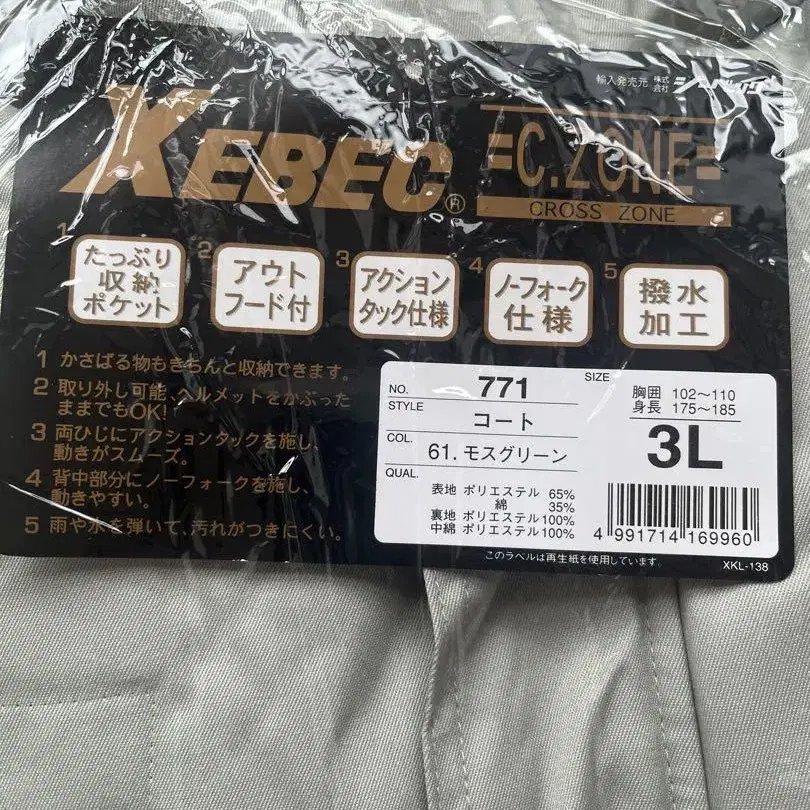 輸入発売元 株式会社
XEBEC®
=C.ZONE=
CROSS ZONE
1 たっぷり
収納
ポケット
2 アウト
フード付
3 アクション
タック仕様
4 ノーフォーク
仕様
5 撥水
加工
1 かさばる物もきちんと収納できます。
2 取り外し可能、ヘルメットをかぶった
ままでもOK!
3 両ひじにアクションタックを施し、
動きがスムーズ。
4 背中部分にノーフォークを施し、
動きやすい。
5 雨や水を弾いて、汚れがつきにくい。
NO. 771
STYLE コート
COL. 61.モスグリーン
QUAL.
表地 ポリエステル 65%
綿 35%
裏地 ポリエステル100%
中綿 ポリエステル100%
SIZE
胸囲 102〜110
身長 175〜185
3L
4 991714 169960
このラベルは再生紙を使用しています。
XKL-138